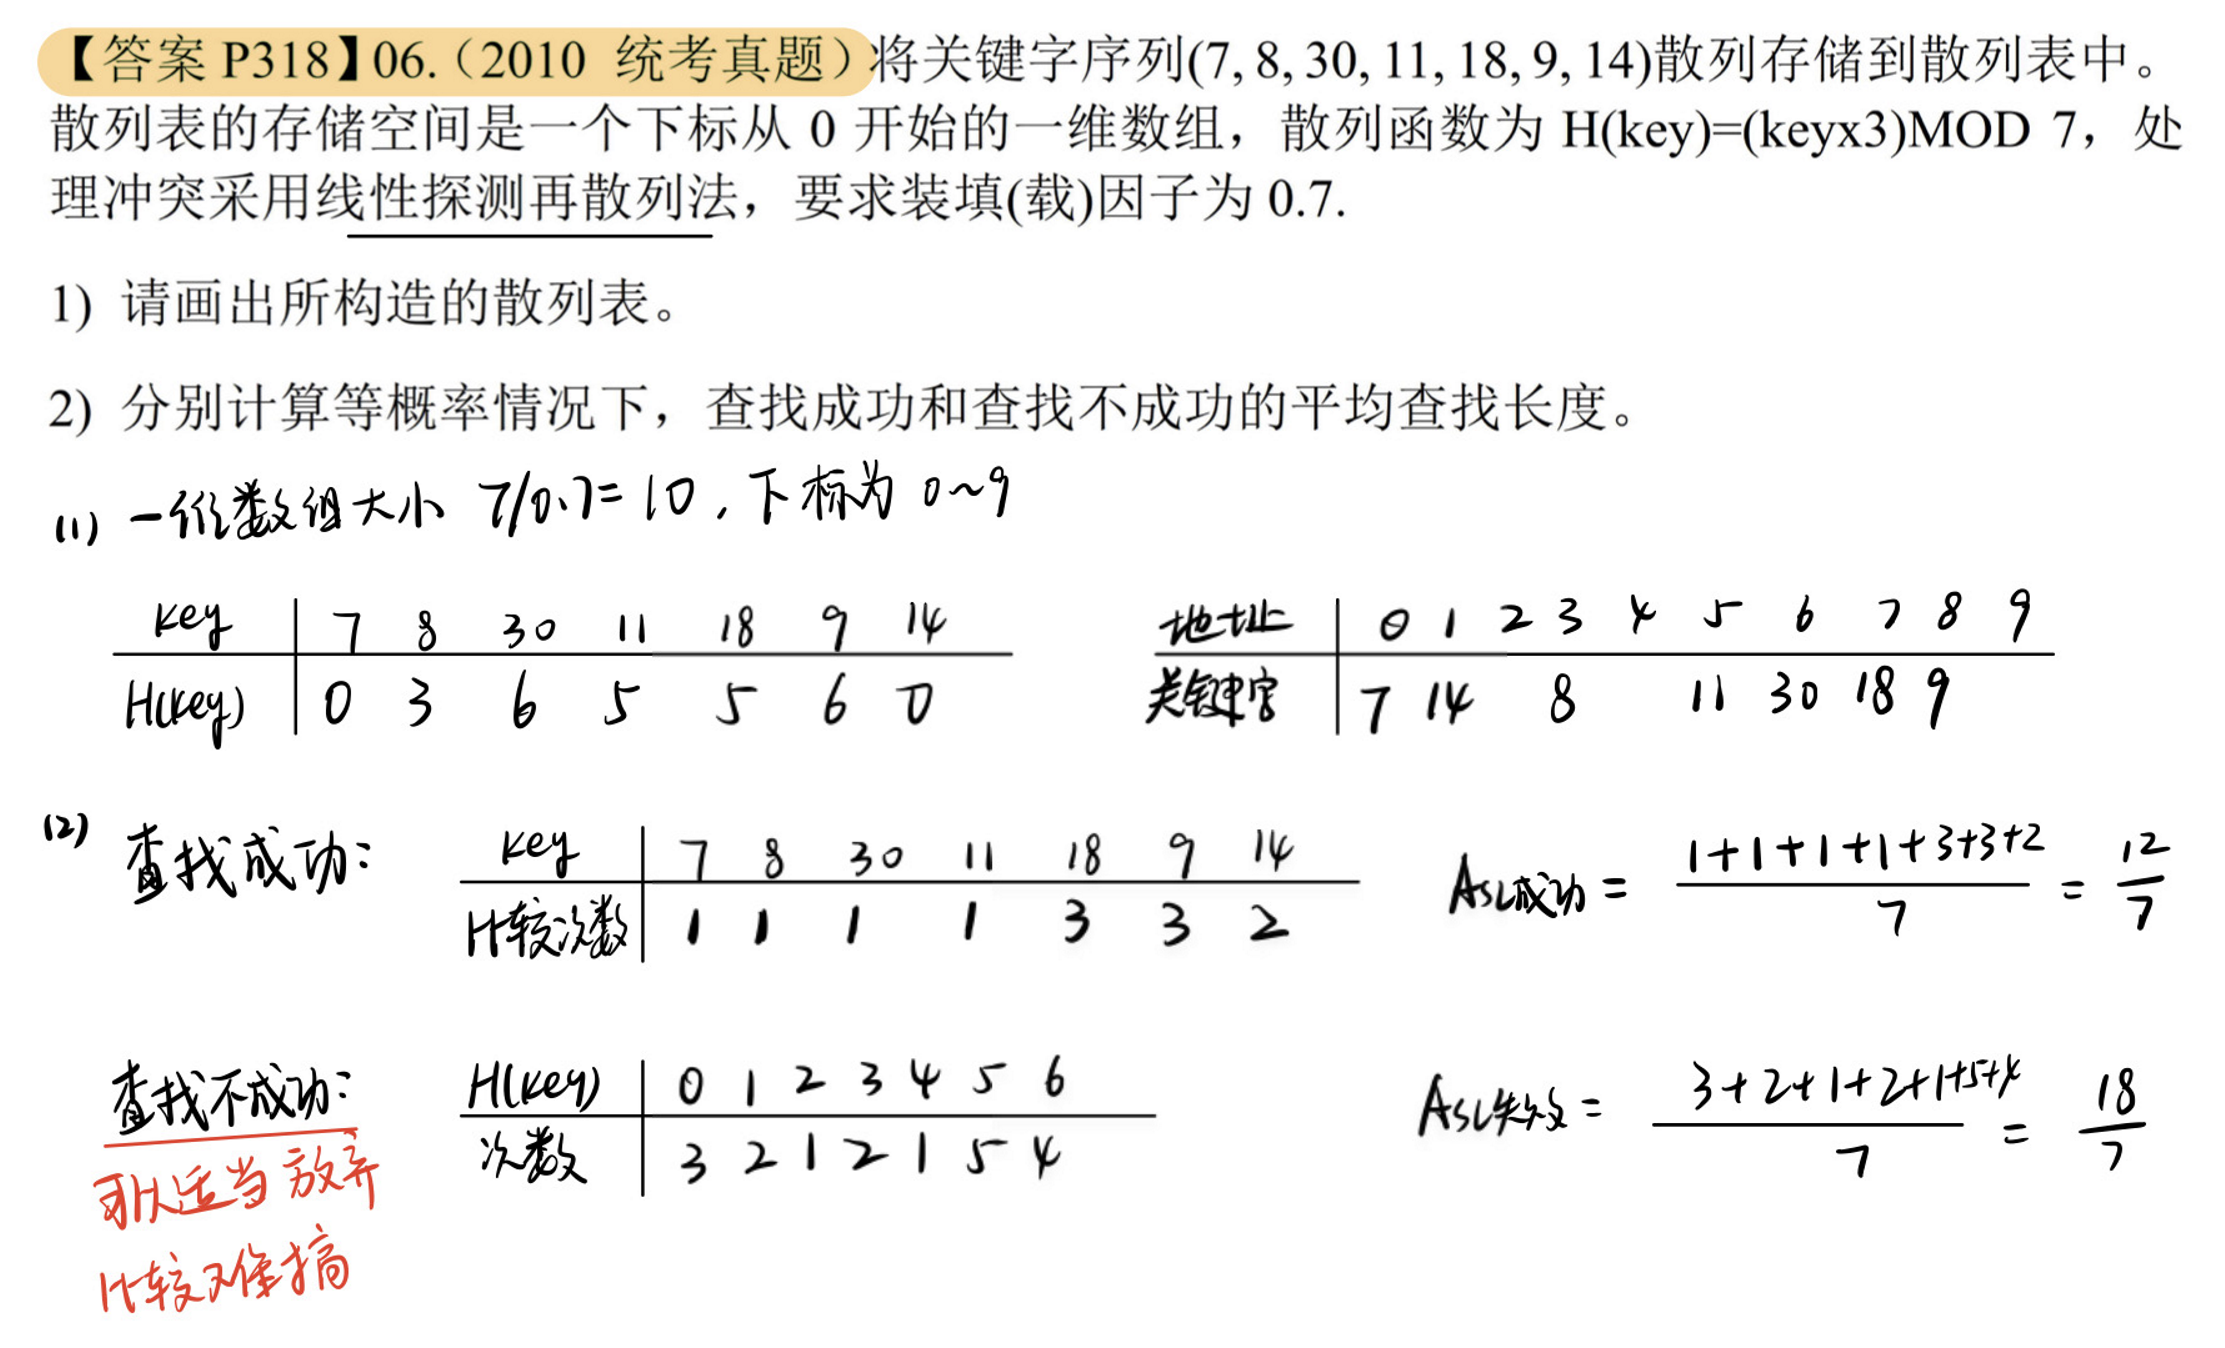 【答案 P318】06.（2010 统考真题）将关键字序列(7, 8, 30, 11, 18, 9, 14)散列存储到散列表中。
散列表的存储空间是一个下标从 0 开始的一维数组，散列函数为 H(key)=(keyx3)MOD 7，处
理冲突采用线性探测再散列法，要求装填(载)因子为 0.7.
1) 请画出所构造的散列表。
2) 分别计算等概率情况下，查找成功和查找不成功的平均查找长度。
(1) 一维数组大小 7/0.7=10，下标为 0~9
key 7 8 30 11 18 9 14
H(key) 0 3 6 5 5 6 0
地址 0 1 2 3 4 5 6 7 8 9
关键字 7 14 8 11 30 18 9
(2) 查找成功：
key 7 8 30 11 18 9 14
比较次数 1 1 1 1 3 3 2
ASL成功 = (1+1+1+1+3+3+2)/7 = 12/7
查找不成功：
H(key) 0 1 2 3 4 5 6
次数 3 2 1 2 1 5 4
ASL失败 = (3+2+1+2+1+5+4)/7 = 18/7
可以适当放弃
比较难搞